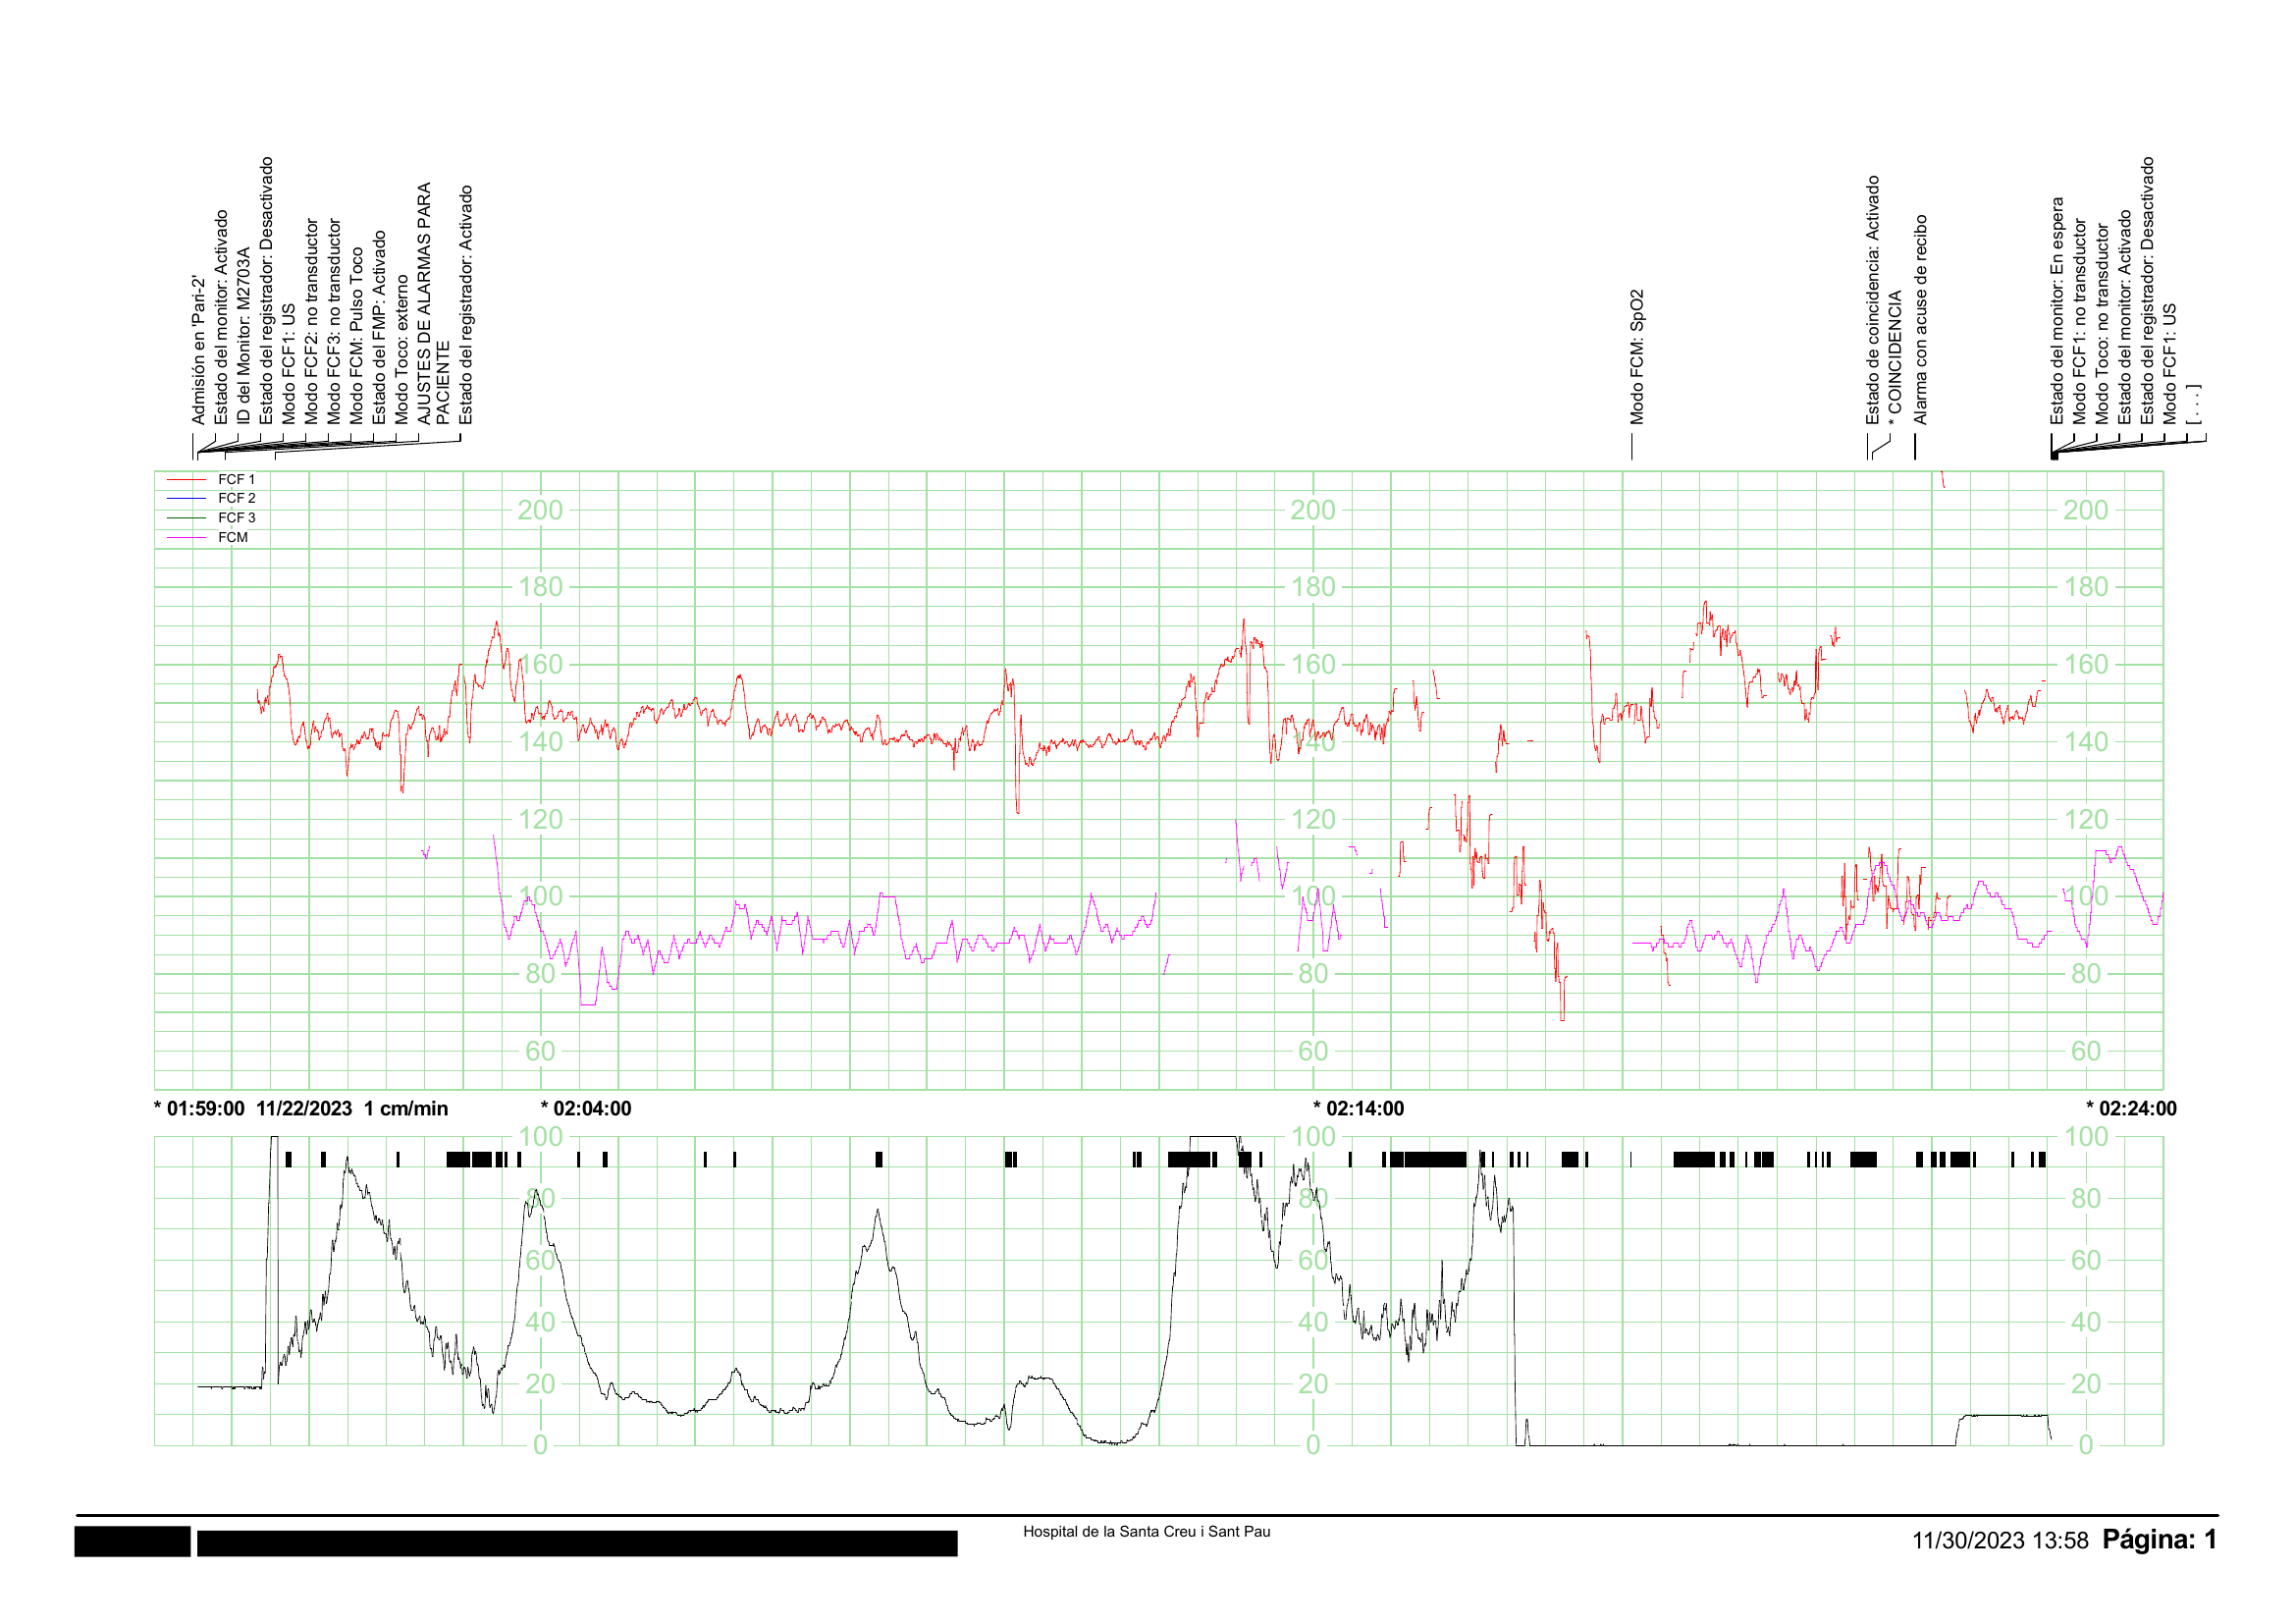 Admisión en 'Pari-2'
Estado del monitor: Activado
ID del Monitor: M2703A
Estado del registrador: Desactivado
Modo FCF1: US
Modo FCF2: no transductor
Modo FCF3: no transductor
Modo FCM: Pulso Toco
Estado del FMP: Activado
Modo Toco: externo
AJUSTES DE ALARMAS PARA
PACIENTE
Estado del registrador: Activado
Modo FCM: SpO2
Estado de coincidencia: Activado
* COINCIDENCIA
Alarma con acuse de recibo
Estado del monitor: En espera
Modo FCF1: no transductor
Modo Toco: no transductor
Estado del monitor: Activado
Estado del registrador: Desactivado
Modo FCF1: US
[ . . . ]
FCF 1
FCF 2
FCF 3
FCM
200 200 200
180 180 180
160 160 160
140 140 140
120 120 120
100 100 100
80 80 80
60 60 60
* 01:59:00 11/22/2023 1 cm/min * 02:04:00 * 02:14:00 * 02:24:00
100 100 100
80 80 80
60 60 60
40 40 40
20 20 20
0 0 0
Hospital de la Santa Creu i Sant Pau
11/30/2023 13:58 Página: 1